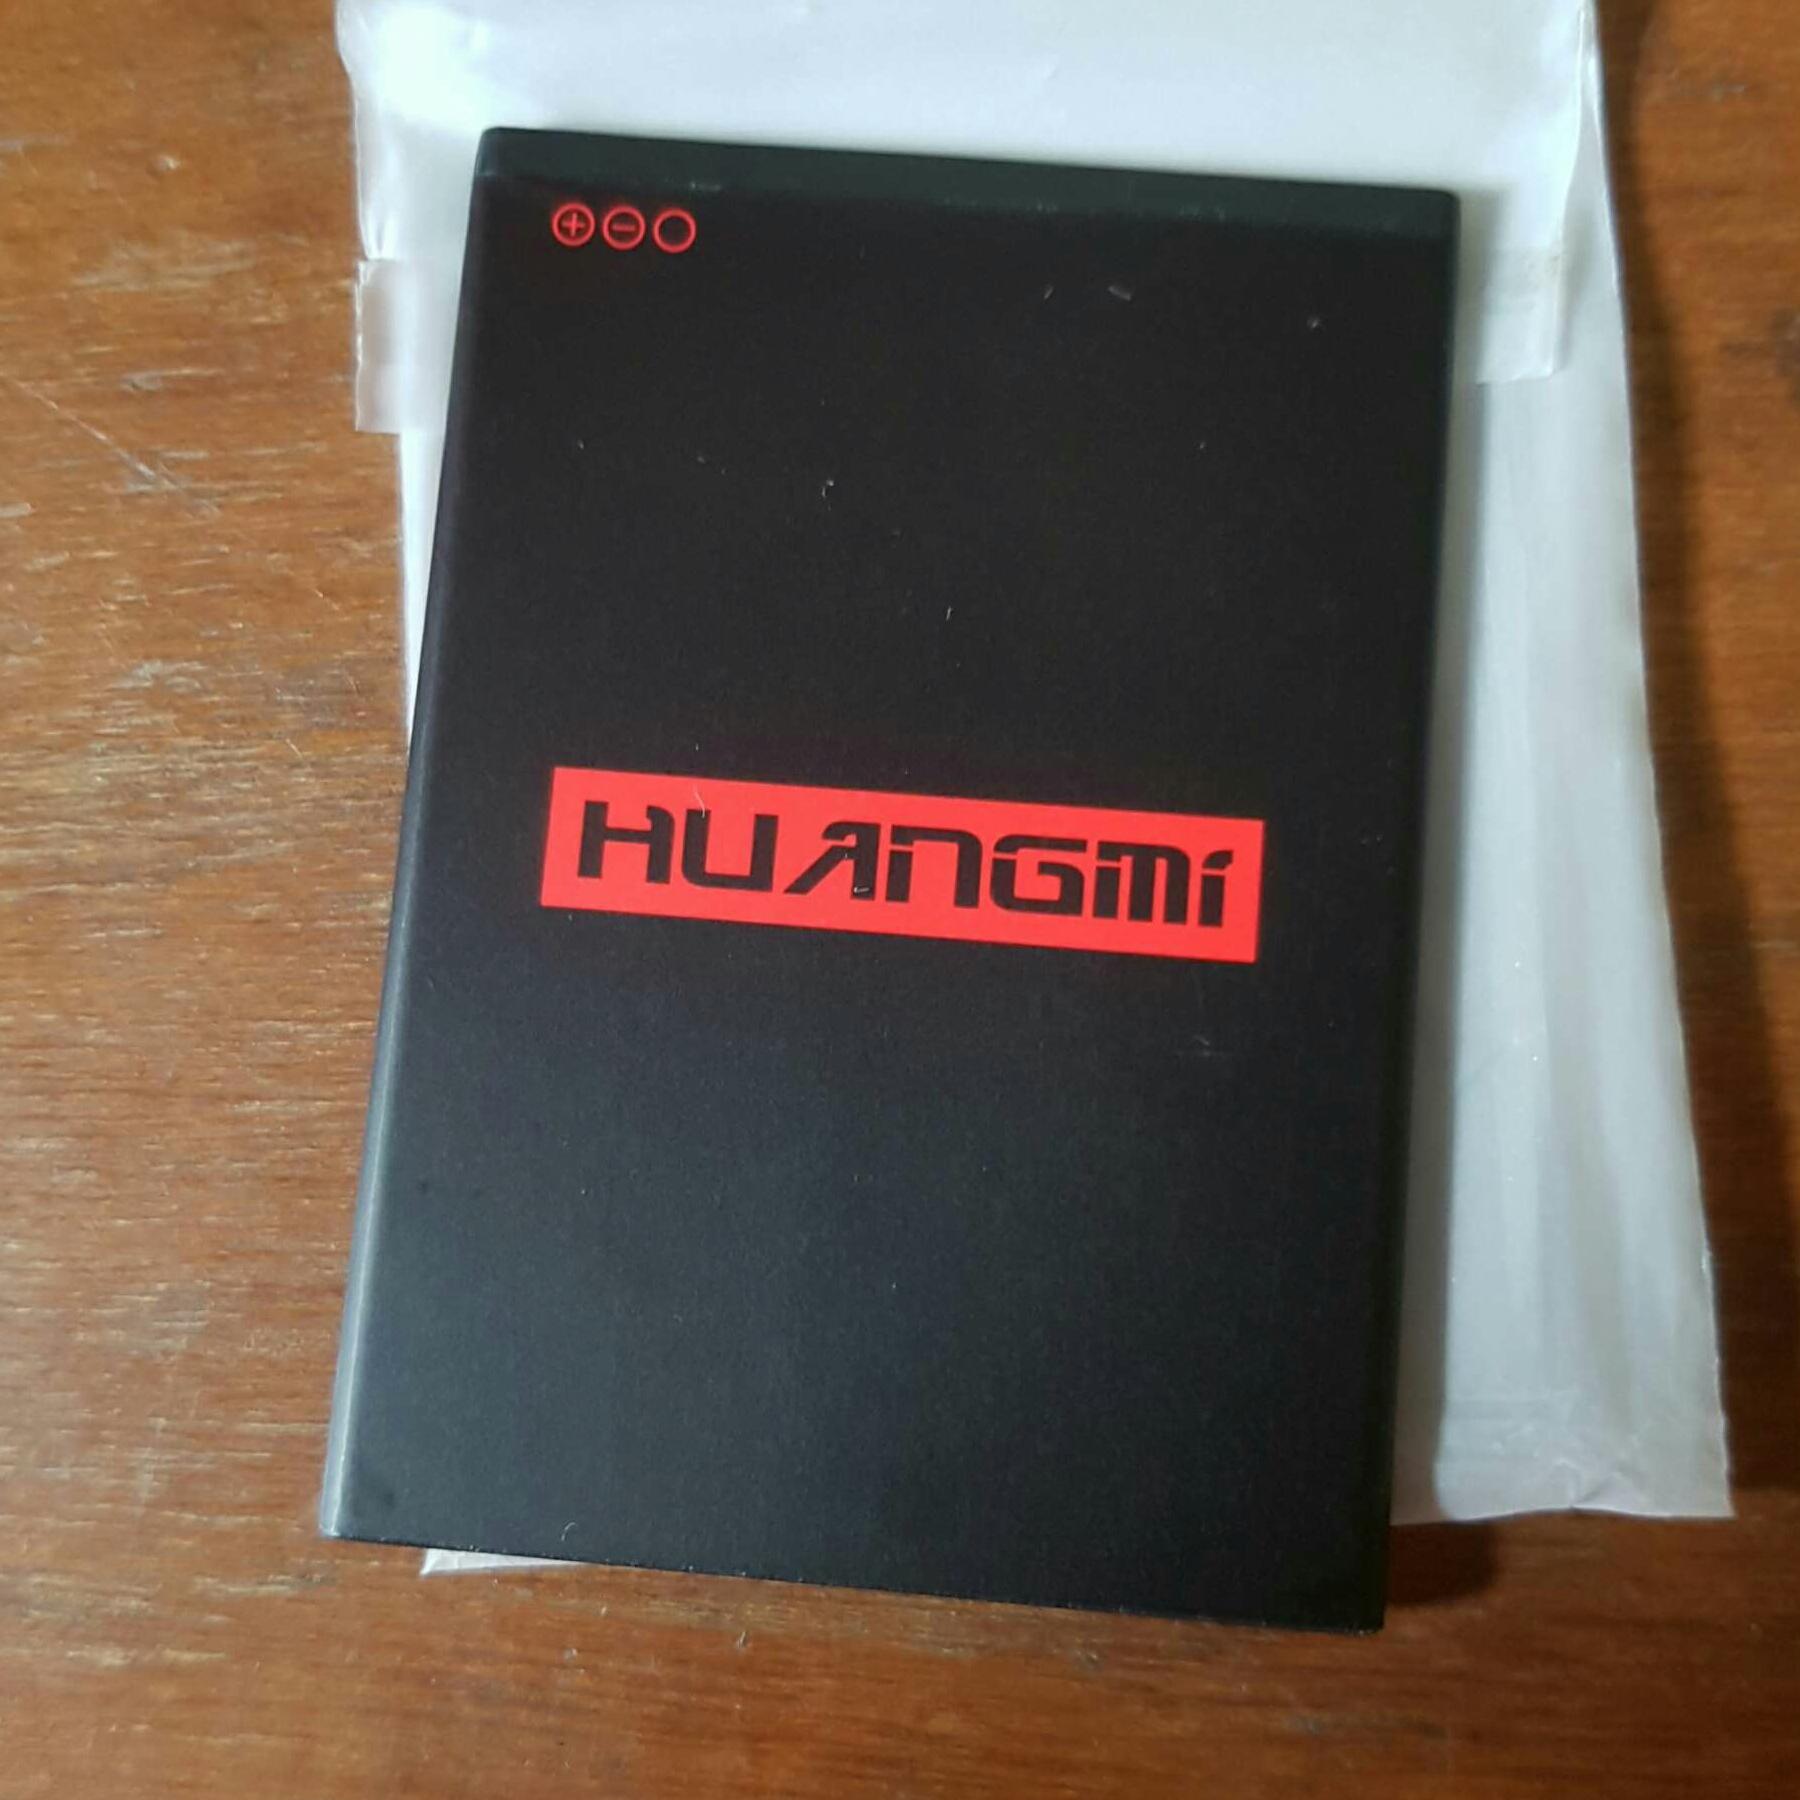 + −
HUANGMI